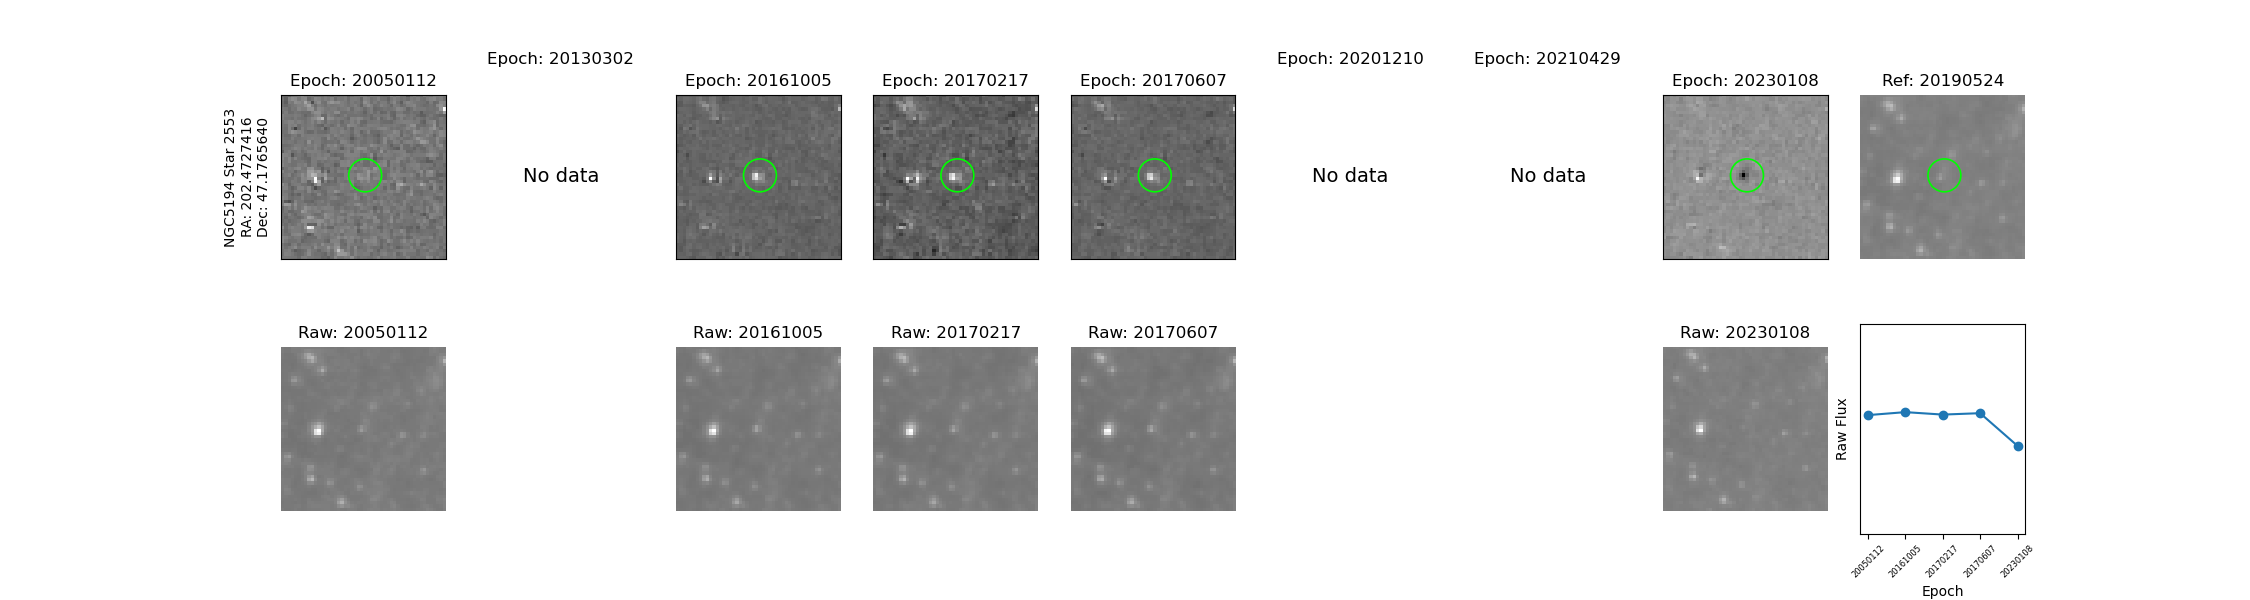 Epoch: 20130302
Epoch: 20201210
Epoch: 20210429
Epoch: 20050112
Epoch: 20161005
Epoch: 20170217
Epoch: 20170607
Epoch: 20230108
Ref: 20190524
NGC5194 Star 2553
RA: 202.4727416
Dec: 47.1765640
No data
No data
No data
Raw: 20050112
Raw: 20161005
Raw: 20170217
Raw: 20170607
Raw: 20230108
Raw Flux
20050112
20161005
20170217
20170607
20230108
Epoch